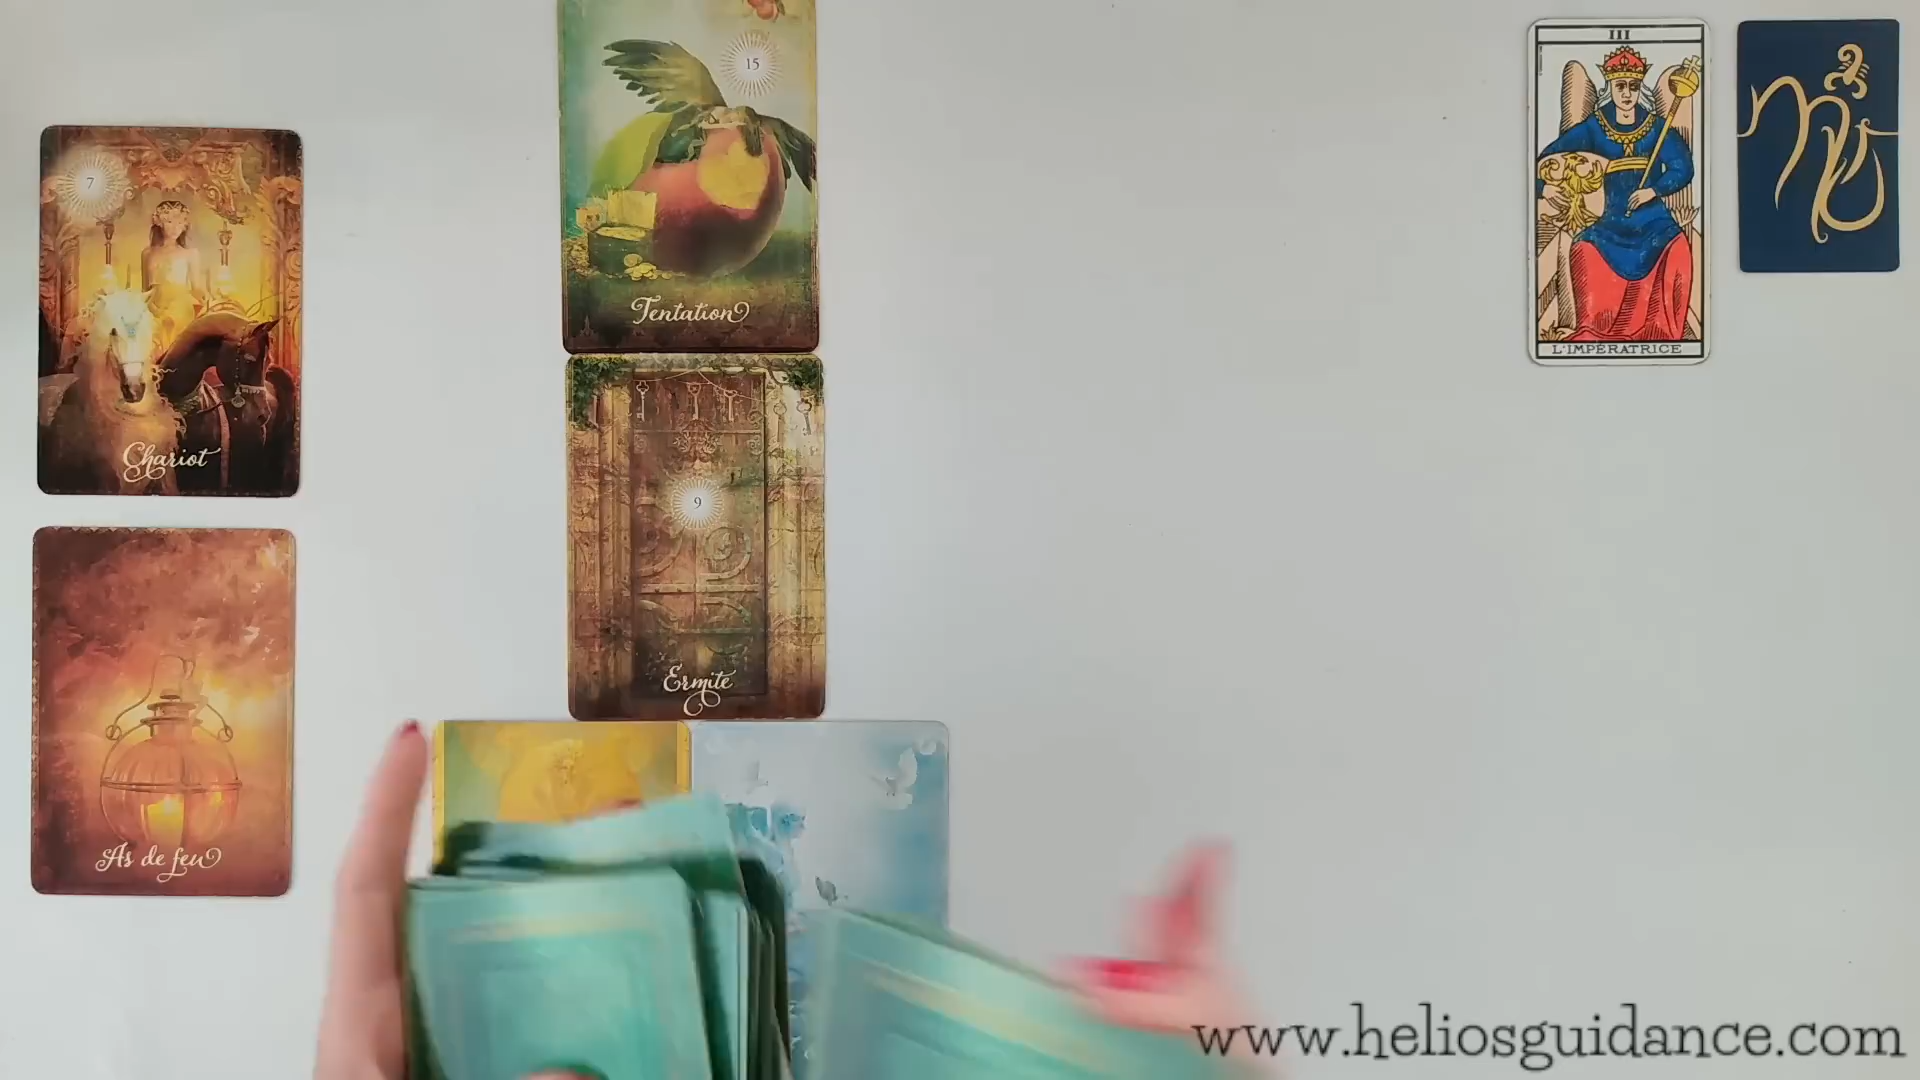 7
Chariot
As de feu
15
Tentation
9
Ermite
III
L'IMPÉRATRICE
www.heliosguidance.com